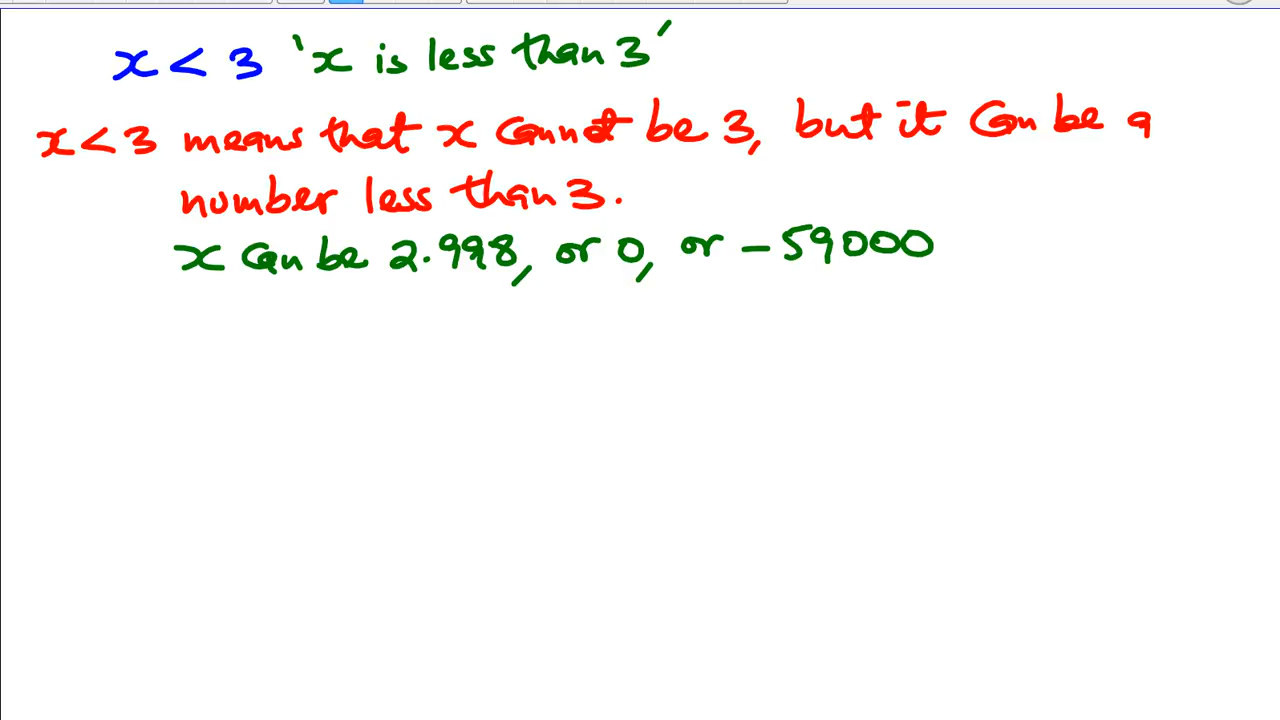 x < 3 'x is less than 3'
x < 3 means that x cannot be 3, but it can be a
number less than 3.
x can be 2.998, or 0, or - 59000